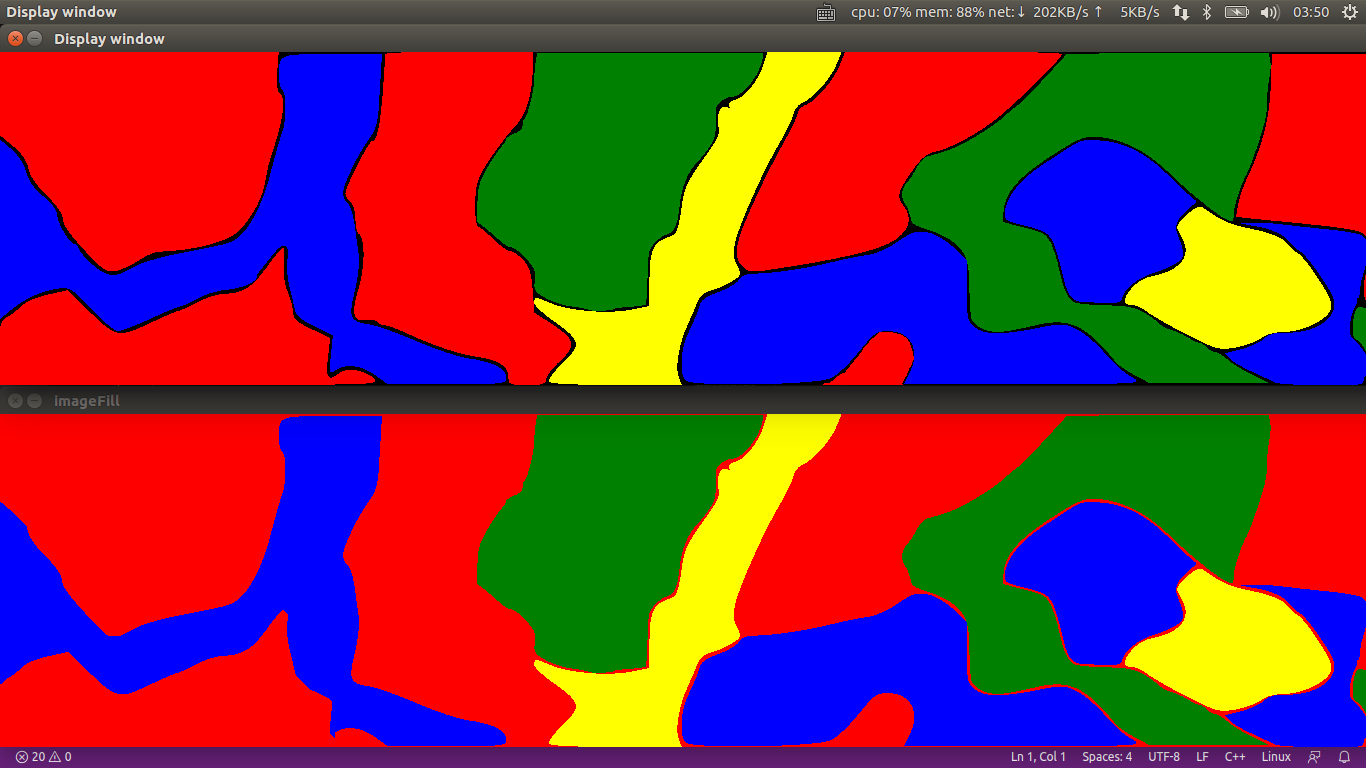 Display window
cpu: 07% mem: 88% net:↓ 202KB/s ↑ 5KB/s 03:50
Display window
imageFill
20 0 Ln 1, Col 1 Spaces: 4 UTF-8 LF C++ Linux